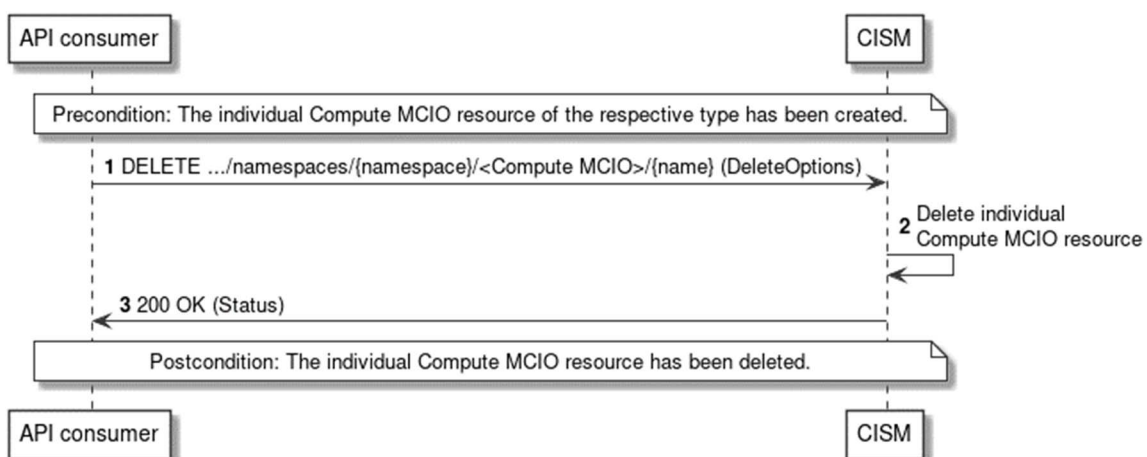 API consumer
CISM
Precondition: The individual Compute MCIO resource of the respective type has been created.
1 DELETE .../namespaces/{namespace}/<Compute MCIO>/{name} (DeleteOptions)
2 Delete individual
Compute MCIO resource
3 200 OK (Status)
Postcondition: The individual Compute MCIO resource has been deleted.
API consumer
CISM